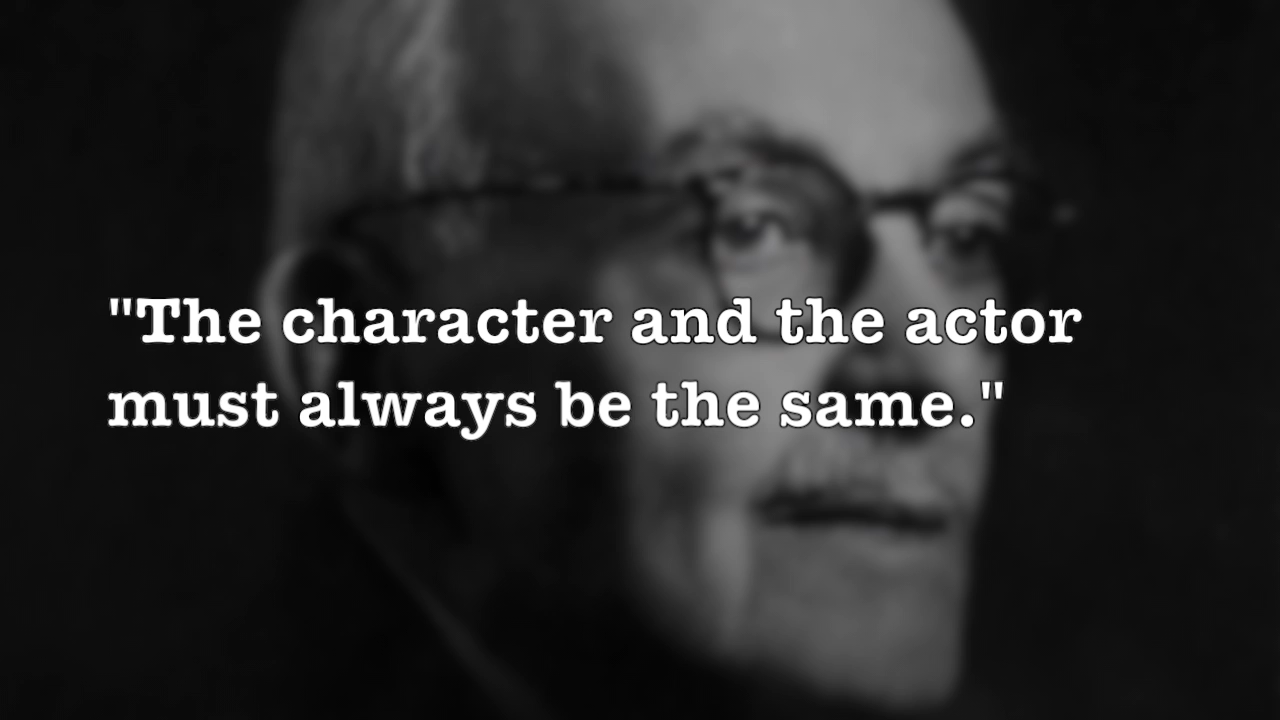 "The character and the actor
must always be the same."